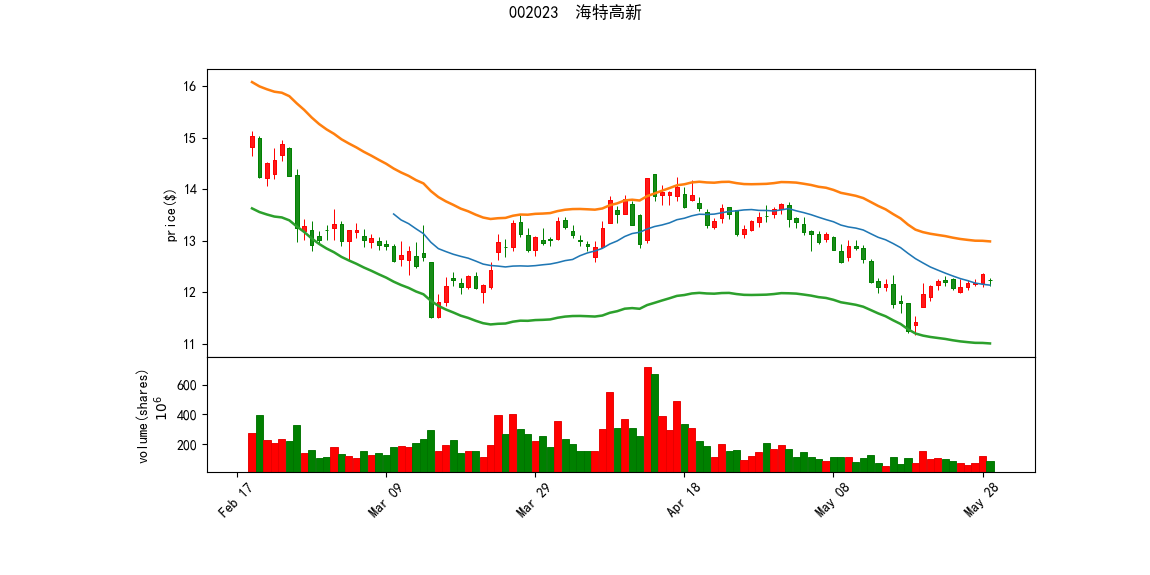 002023  海特高新
16
15
14
13
12
11
price($)
600
400
200
volume(shares)
10^6
Feb 17
Mar 09
Mar 29
Apr 18
May 08
May 28